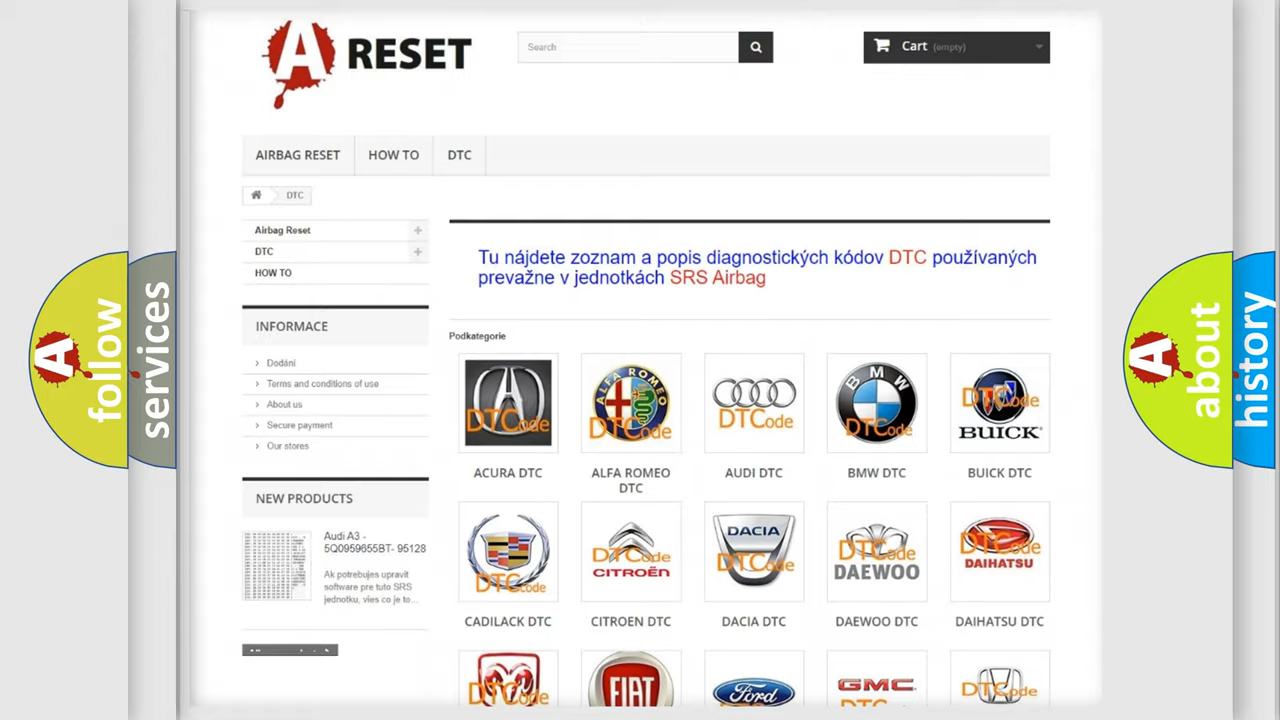 A RESET
Search
Cart (empty)
AIRBAG RESET
HOW TO
DTC
DTC
Airbag Reset
DTC
HOW TO
INFORMACE
Dodání
Terms and conditions of use
About us
Secure payment
Our stores
NEW PRODUCTS
Audi A3 -
5Q0959655BT- 95128
Ak potrebujes upravit
software pre tuto SRS
jednotku, vies co je to...
Tu nájdete zoznam a popis diagnostických kódov DTC používaných
prevažne v jednotkách SRS Airbag
Podkategorie
DTCode
ALFA ROMEO
DTCode
DTCode
BMW
DTCode
DTCode
BUICK
ACURA DTC
ALFA ROMEO
DTC
AUDI DTC
BMW DTC
BUICK DTC
DTCode
DTCode
CITROËN
DACIA
DTCode
DTCode
DAEWOO
DTCode
DAIHATSU
CADILACK DTC
CITROEN DTC
DACIA DTC
DAEWOO DTC
DAIHATSU DTC
DTCode
FIAT
Ford
GMC
DTCode
A follow
services
A about
history